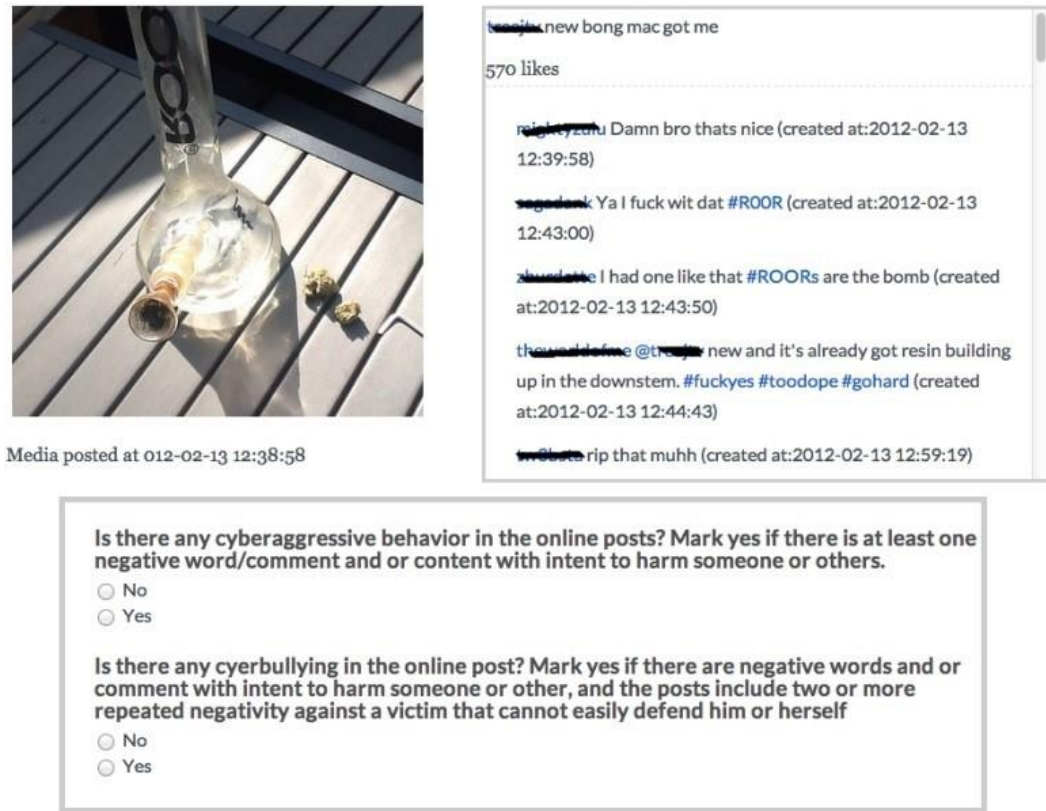 ROOR
®
new bong mac got me
570 likes
Damn bro thats nice (created at:2012-02-13
12:39:58)
Ya I fuck wit dat #ROOR (created at:2012-02-13
12:43:00)
I had one like that #ROORs are the bomb (created
at:2012-02-13 12:43:50)
new and it's already got resin building
up in the downstem. #fuckyes #toodope #gohard (created
at:2012-02-13 12:44:43)
rip that muhh (created at:2012-02-13 12:59:19)
Media posted at 012-02-13 12:38:58
Is there any cyberaggressive behavior in the online posts? Mark yes if there is at least one
negative word/comment and or content with intent to harm someone or others.
No
Yes
Is there any cyerbullying in the online post? Mark yes if there are negative words and or
comment with intent to harm someone or other, and the posts include two or more
repeated negativity against a victim that cannot easily defend him or herself
No
Yes